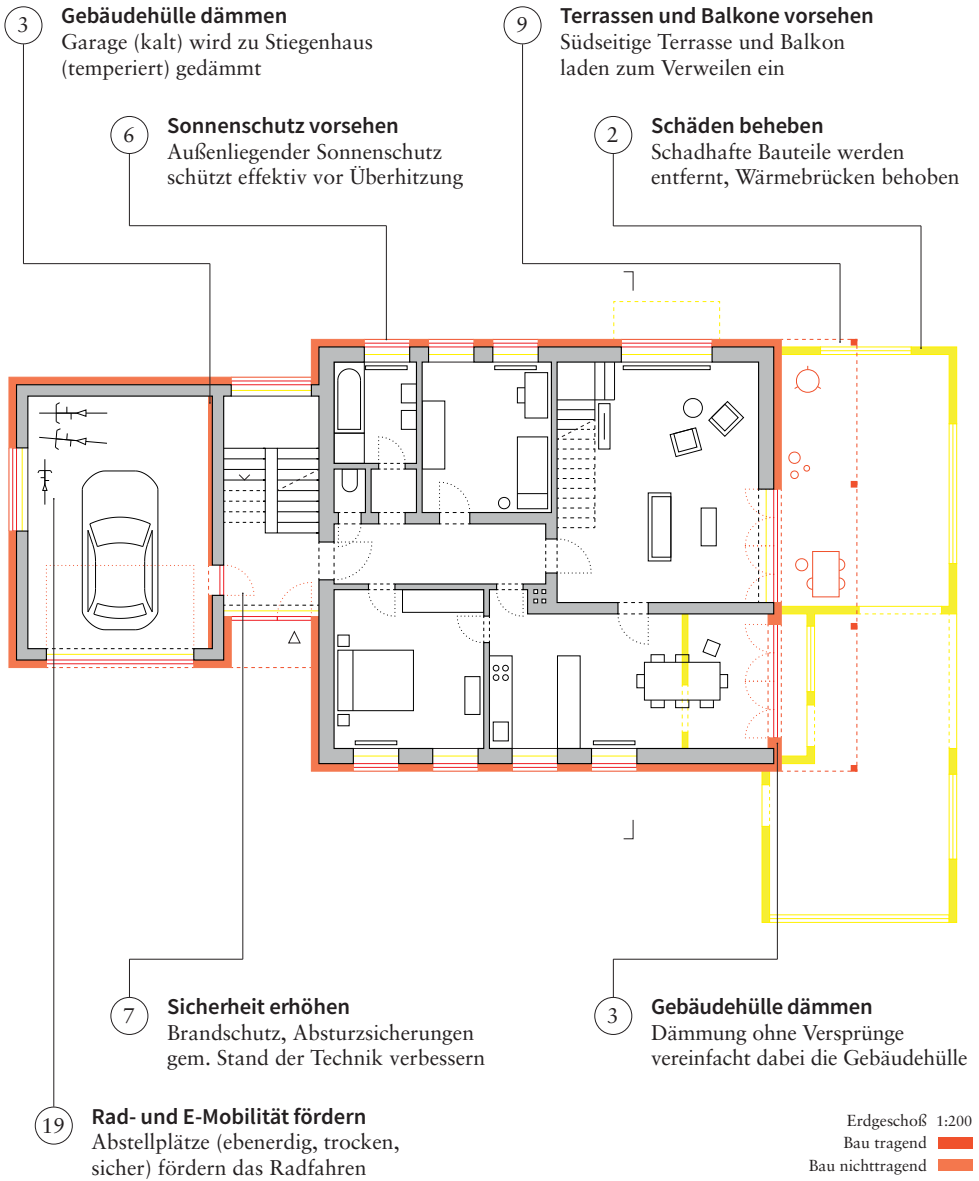 3
Gebäudehülle dämmen
Garage (kalt) wird zu Stiegenhaus
(temperiert) gedämmt
9
Terrassen und Balkone vorsehen
Südseitige Terrasse und Balkon
laden zum Verweilen ein
6
Sonnenschutz vorsehen
Außenliegender Sonnenschutz
schützt effektiv vor Überhitzung
2
Schäden beheben
Schadhafte Bauteile werden
entfernt, Wärmebrücken behoben
7
Sicherheit erhöhen
Brandschutz, Absturzsicherungen
gem. Stand der Technik verbessern
3
Gebäudehülle dämmen
Dämmung ohne Versprünge
vereinfacht dabei die Gebäudehülle
19
Rad- und E-Mobilität fördern
Abstellplätze (ebenerdig, trocken,
sicher) fördern das Radfahren
Erdgeschoß 1:200
Bau tragend
Bau nichttragend